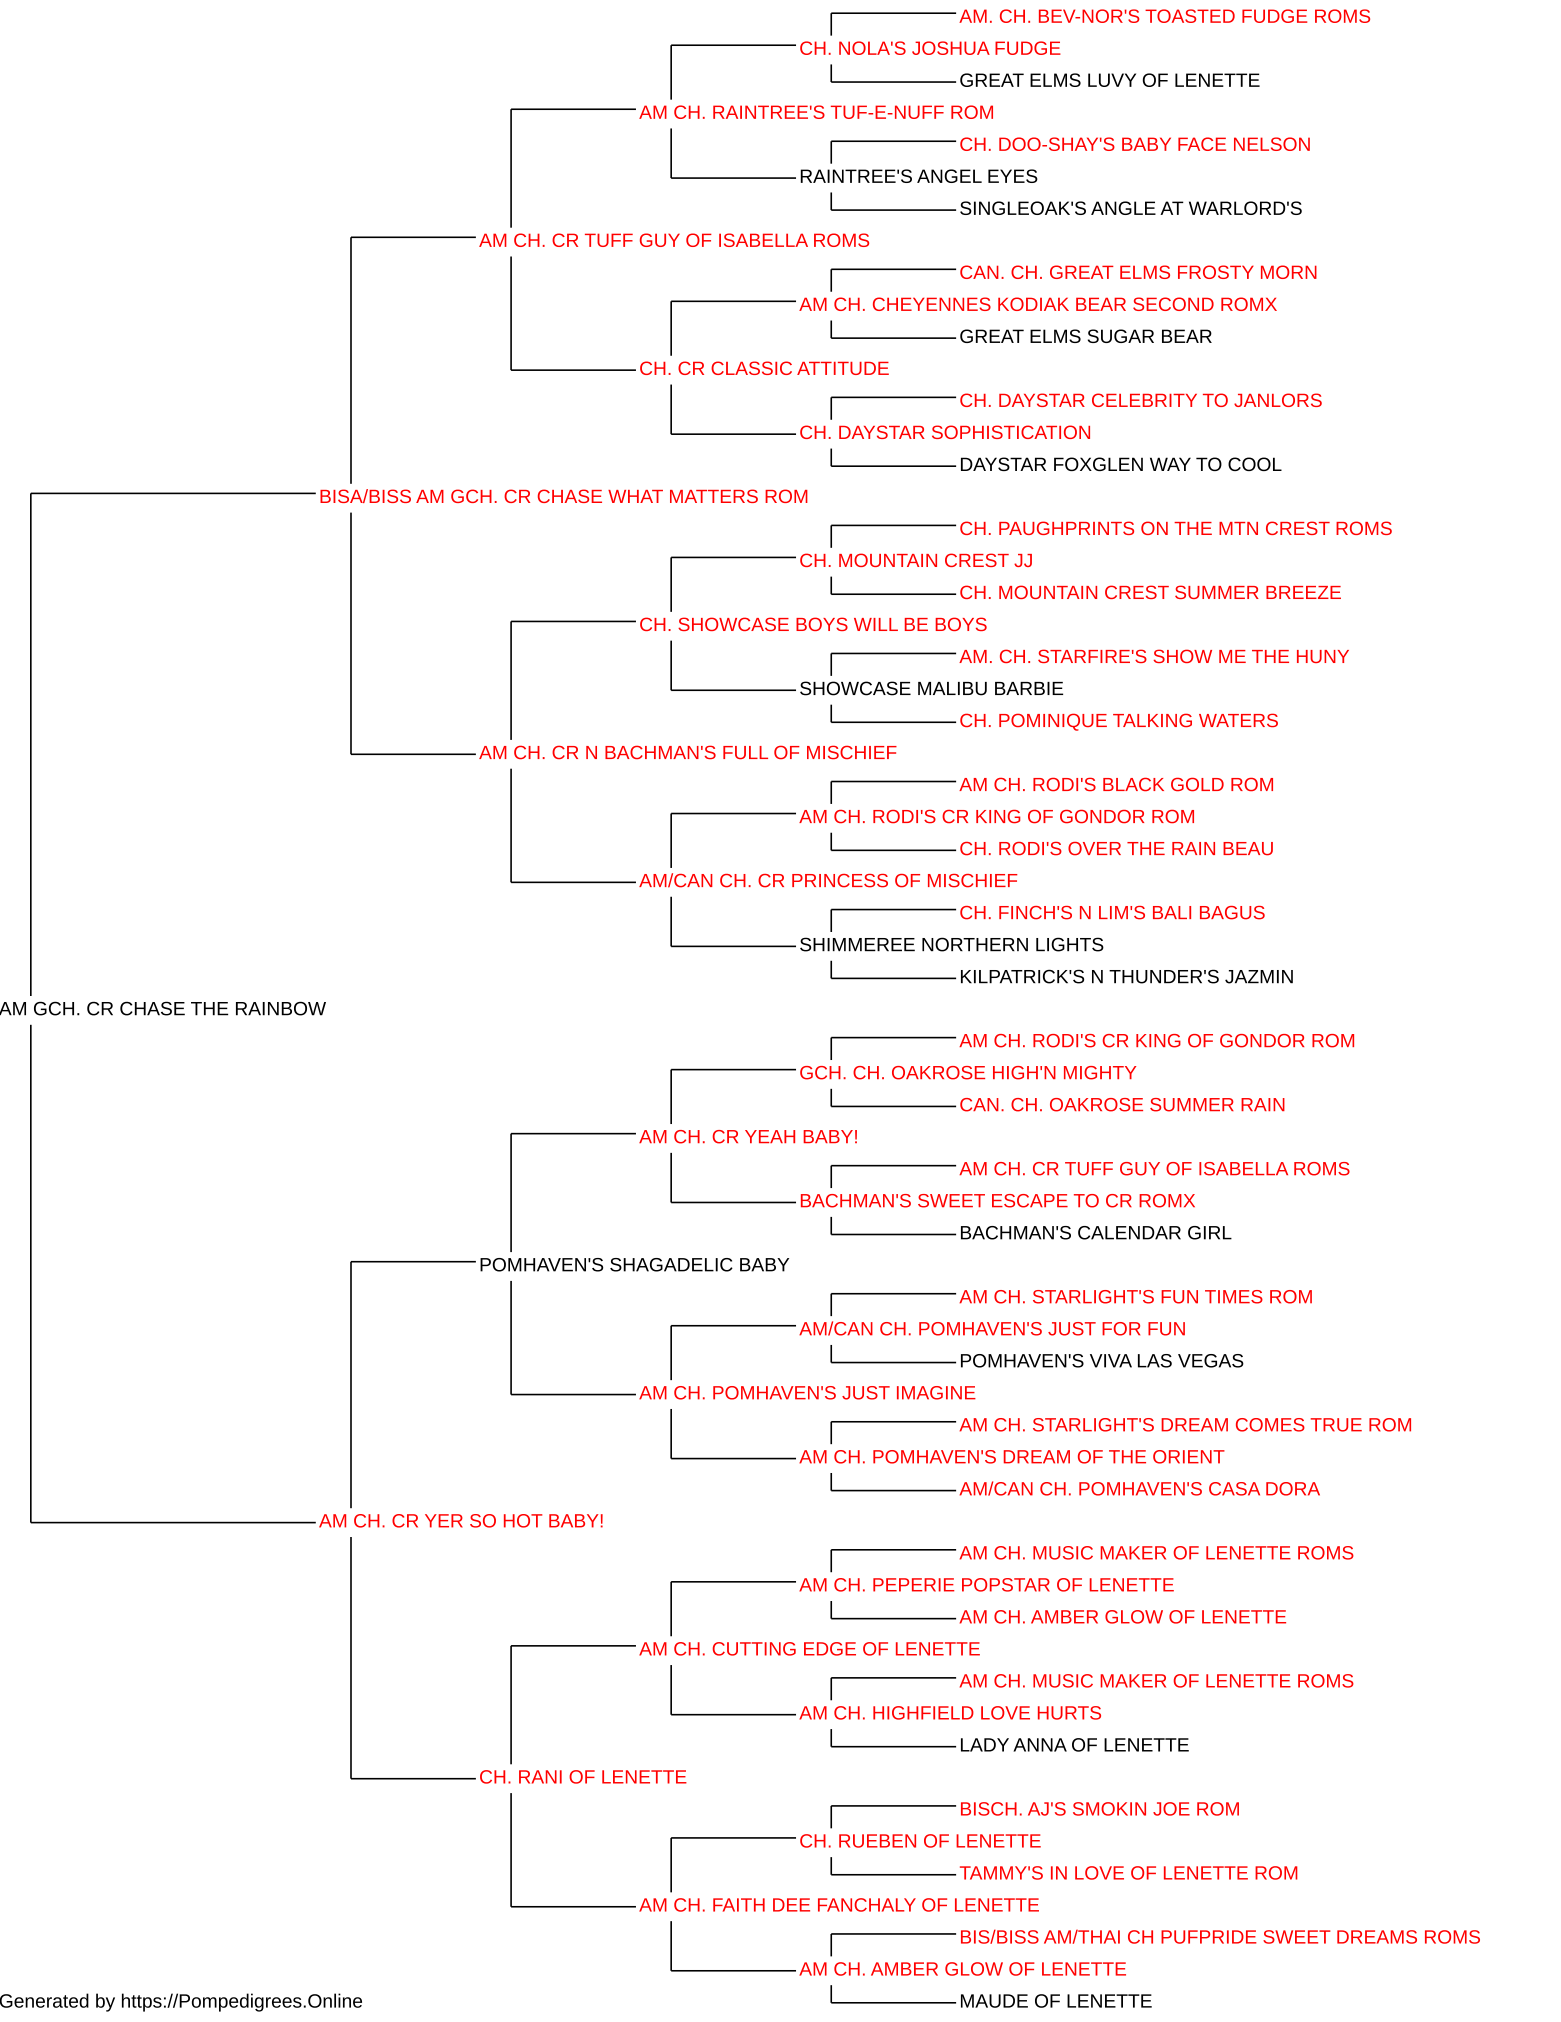 AM. CH. BEV-NOR'S TOASTED FUDGE ROMS
CH. NOLA'S JOSHUA FUDGE
GREAT ELMS LUVY OF LENETTE
AM CH. RAINTREE'S TUF-E-NUFF ROM
CH. DOO-SHAY'S BABY FACE NELSON
RAINTREE'S ANGEL EYES
SINGLEOAK'S ANGLE AT WARLORD'S
AM CH. CR TUFF GUY OF ISABELLA ROMS
CAN. CH. GREAT ELMS FROSTY MORN
AM CH. CHEYENNES KODIAK BEAR SECOND ROMX
GREAT ELMS SUGAR BEAR
CH. CR CLASSIC ATTITUDE
CH. DAYSTAR CELEBRITY TO JANLORS
CH. DAYSTAR SOPHISTICATION
DAYSTAR FOXGLEN WAY TO COOL
BISA/BISS AM GCH. CR CHASE WHAT MATTERS ROM
CH. PAUGHPRINTS ON THE MTN CREST ROMS
CH. MOUNTAIN CREST JJ
CH. MOUNTAIN CREST SUMMER BREEZE
CH. SHOWCASE BOYS WILL BE BOYS
AM. CH. STARFIRE'S SHOW ME THE HUNY
SHOWCASE MALIBU BARBIE
CH. POMINIQUE TALKING WATERS
AM CH. CR N BACHMAN'S FULL OF MISCHIEF
AM CH. RODI'S BLACK GOLD ROM
AM CH. RODI'S CR KING OF GONDOR ROM
CH. RODI'S OVER THE RAIN BEAU
AM/CAN CH. CR PRINCESS OF MISCHIEF
CH. FINCH'S N LIM'S BALI BAGUS
SHIMMEREE NORTHERN LIGHTS
KILPATRICK'S N THUNDER'S JAZMIN
AM GCH. CR CHASE THE RAINBOW
AM CH. RODI'S CR KING OF GONDOR ROM
GCH. CH. OAKROSE HIGH'N MIGHTY
CAN. CH. OAKROSE SUMMER RAIN
AM CH. CR YEAH BABY!
AM CH. CR TUFF GUY OF ISABELLA ROMS
BACHMAN'S SWEET ESCAPE TO CR ROMX
BACHMAN'S CALENDAR GIRL
POMHAVEN'S SHAGADELIC BABY
AM CH. STARLIGHT'S FUN TIMES ROM
AM/CAN CH. POMHAVEN'S JUST FOR FUN
POMHAVEN'S VIVA LAS VEGAS
AM CH. POMHAVEN'S JUST IMAGINE
AM CH. STARLIGHT'S DREAM COMES TRUE ROM
AM CH. POMHAVEN'S DREAM OF THE ORIENT
AM/CAN CH. POMHAVEN'S CASA DORA
AM CH. CR YER SO HOT BABY!
AM CH. MUSIC MAKER OF LENETTE ROMS
AM CH. PEPERIE POPSTAR OF LENETTE
AM CH. AMBER GLOW OF LENETTE
AM CH. CUTTING EDGE OF LENETTE
AM CH. MUSIC MAKER OF LENETTE ROMS
AM CH. HIGHFIELD LOVE HURTS
LADY ANNA OF LENETTE
CH. RANI OF LENETTE
BISCH. AJ'S SMOKIN JOE ROM
CH. RUEBEN OF LENETTE
TAMMY'S IN LOVE OF LENETTE ROM
AM CH. FAITH DEE FANCHALY OF LENETTE
BIS/BISS AM/THAI CH PUFPRIDE SWEET DREAMS ROMS
AM CH. AMBER GLOW OF LENETTE
MAUDE OF LENETTE
Generated by https://Pompedigrees.Online